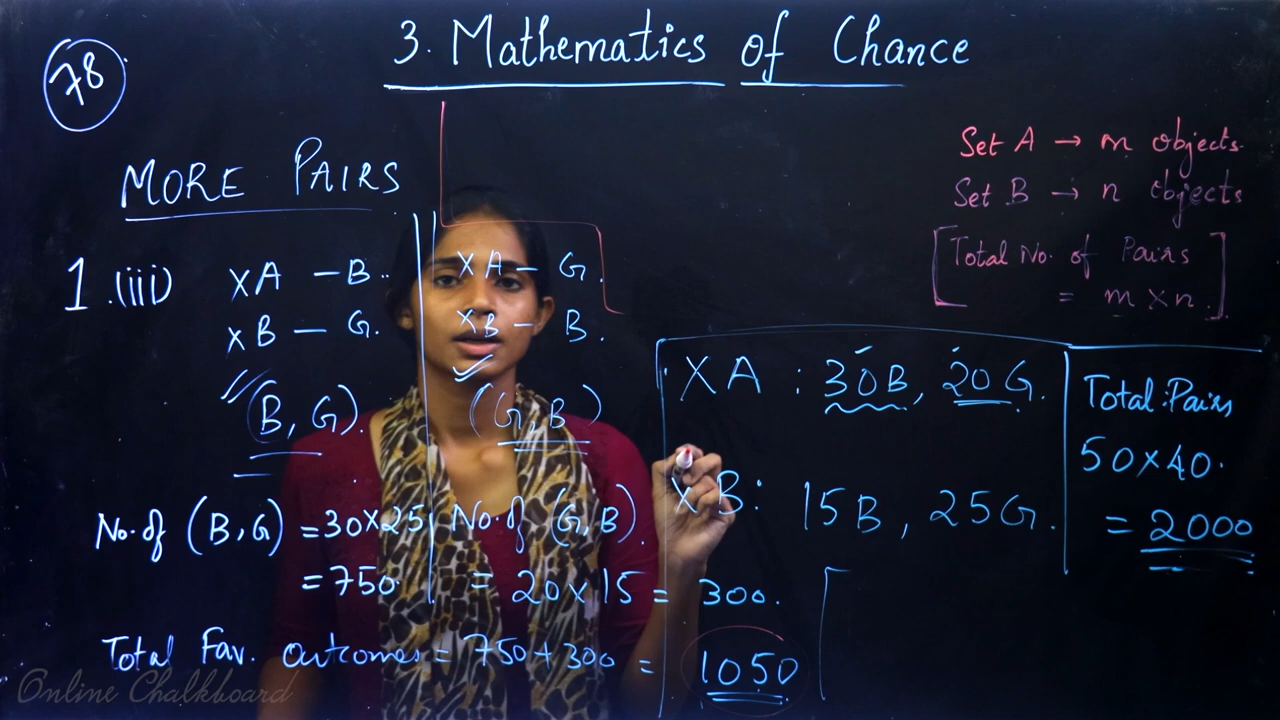 78
3. Mathematics of Chance
MORE PAIRS
Set A → m objects.
Set B → n objects
[Total No. of Pairs
= m × n.]
1.(iii) XA – B. XA – G.
XB – G. XB – B.
(B, G). (G, B)
XA : 30B, 20G.
XB: 15B, 25G.
Total Pairs
50×40.
= 2000
No. of (B, G) = 30×25
= 750
No. of (G, B).
= 20×15 = 300.
Total Fav. outcomes = 750+300 = 1050
Online Chalkboard